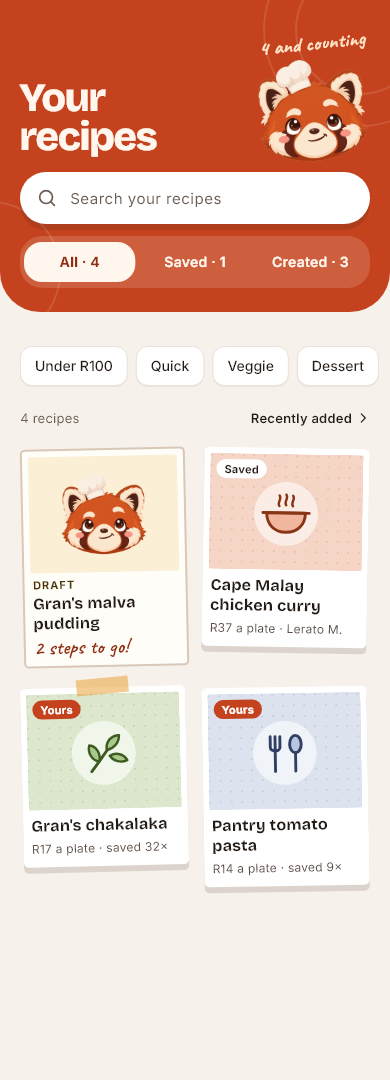 4 and counting
Your
recipes
Search your recipes
All · 4
Saved · 1
Created · 3
Under R100
Quick
Veggie
Dessert
4 recipes
Recently added
DRAFT
Gran's malva
pudding
2 steps to go!
Saved
Cape Malay
chicken curry
R37 a plate · Lerato M.
Yours
Gran's chakalaka
R17 a plate · saved 32×
Yours
Pantry tomato
pasta
R14 a plate · saved 9×